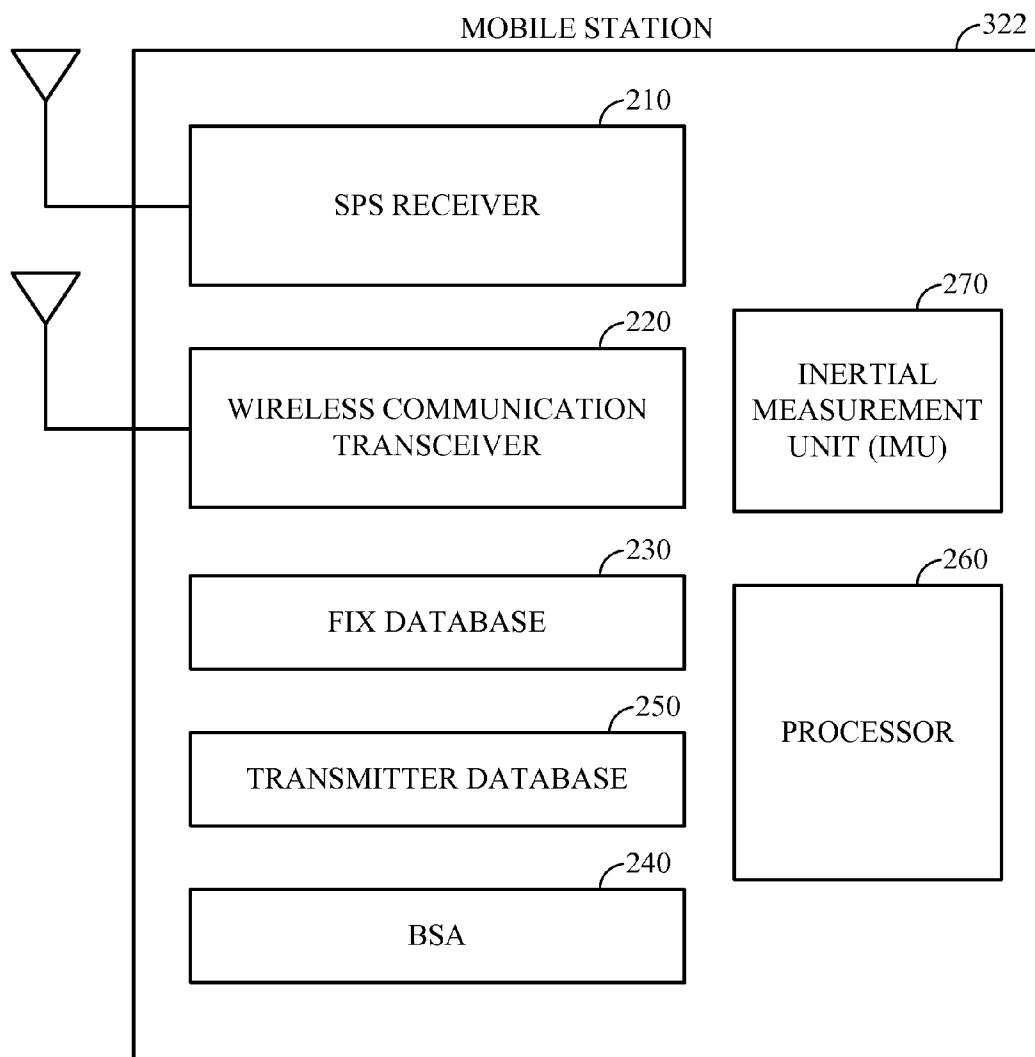 MOBILE STATION
322
210
SPS RECEIVER
220
WIRELESS COMMUNICATION
TRANSCEIVER
270
INERTIAL
MEASUREMENT
UNIT (IMU)
230
FIX DATABASE
260
PROCESSOR
250
TRANSMITTER DATABASE
240
BSA